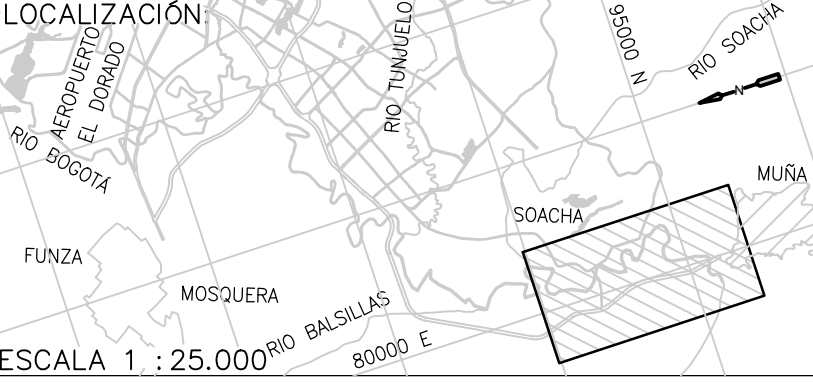 LOCALIZACIÓN:
AEROPUERTO
EL DORADO
RIO TUNJUELO
95000 N
RIO SOACHA
N
RIO BOGOTÁ
MUÑA
SOACHA
FUNZA
MOSQUERA
RIO BALSILLAS
80000 E
ESCALA 1 : 25.000